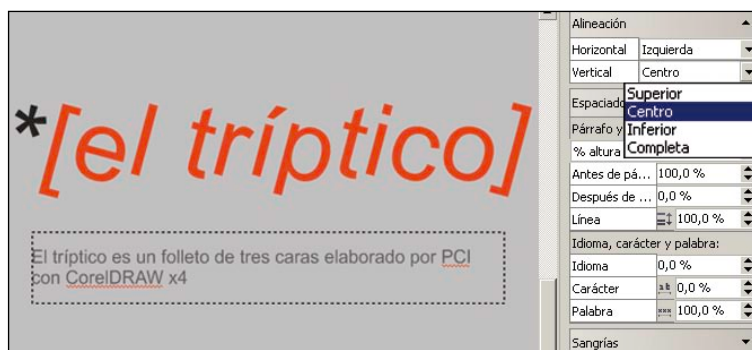 *[el tríptico]
El tríptico es un folleto de tres caras elaborado por PCI
con CorelDRAW x4
Alineación
Horizontal Izquierda
Vertical Centro
Superior
Espaciado
Centro
Párrafo y
Inferior
% altura
Completa
Antes de pá... 100,0 %
Después de ... 0,0 %
Línea 100,0 %
Idioma, carácter y palabra:
Idioma 0,0 %
Carácter 0,0 %
Palabra 100,0 %
Sangrías